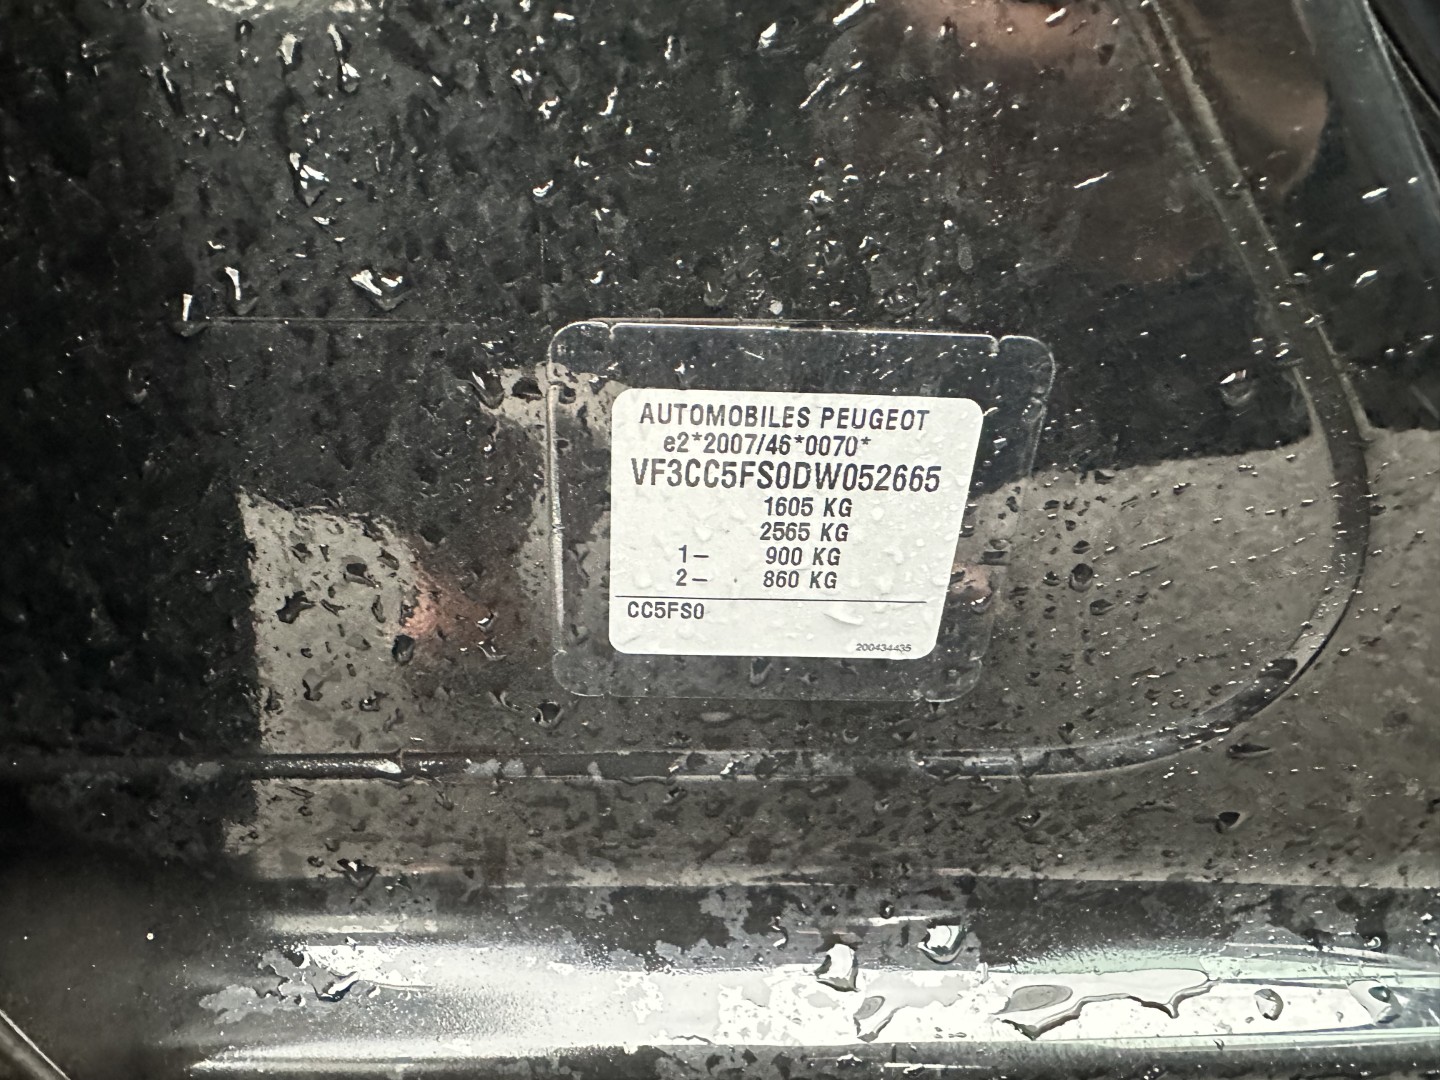 AUTOMOBILES PEUGEOT
e2*2007/46*0070*
VF3CC5FS0DW052665
1605 KG
2565 KG
1– 900 KG
2– 860 KG
CC5FS0
200434435